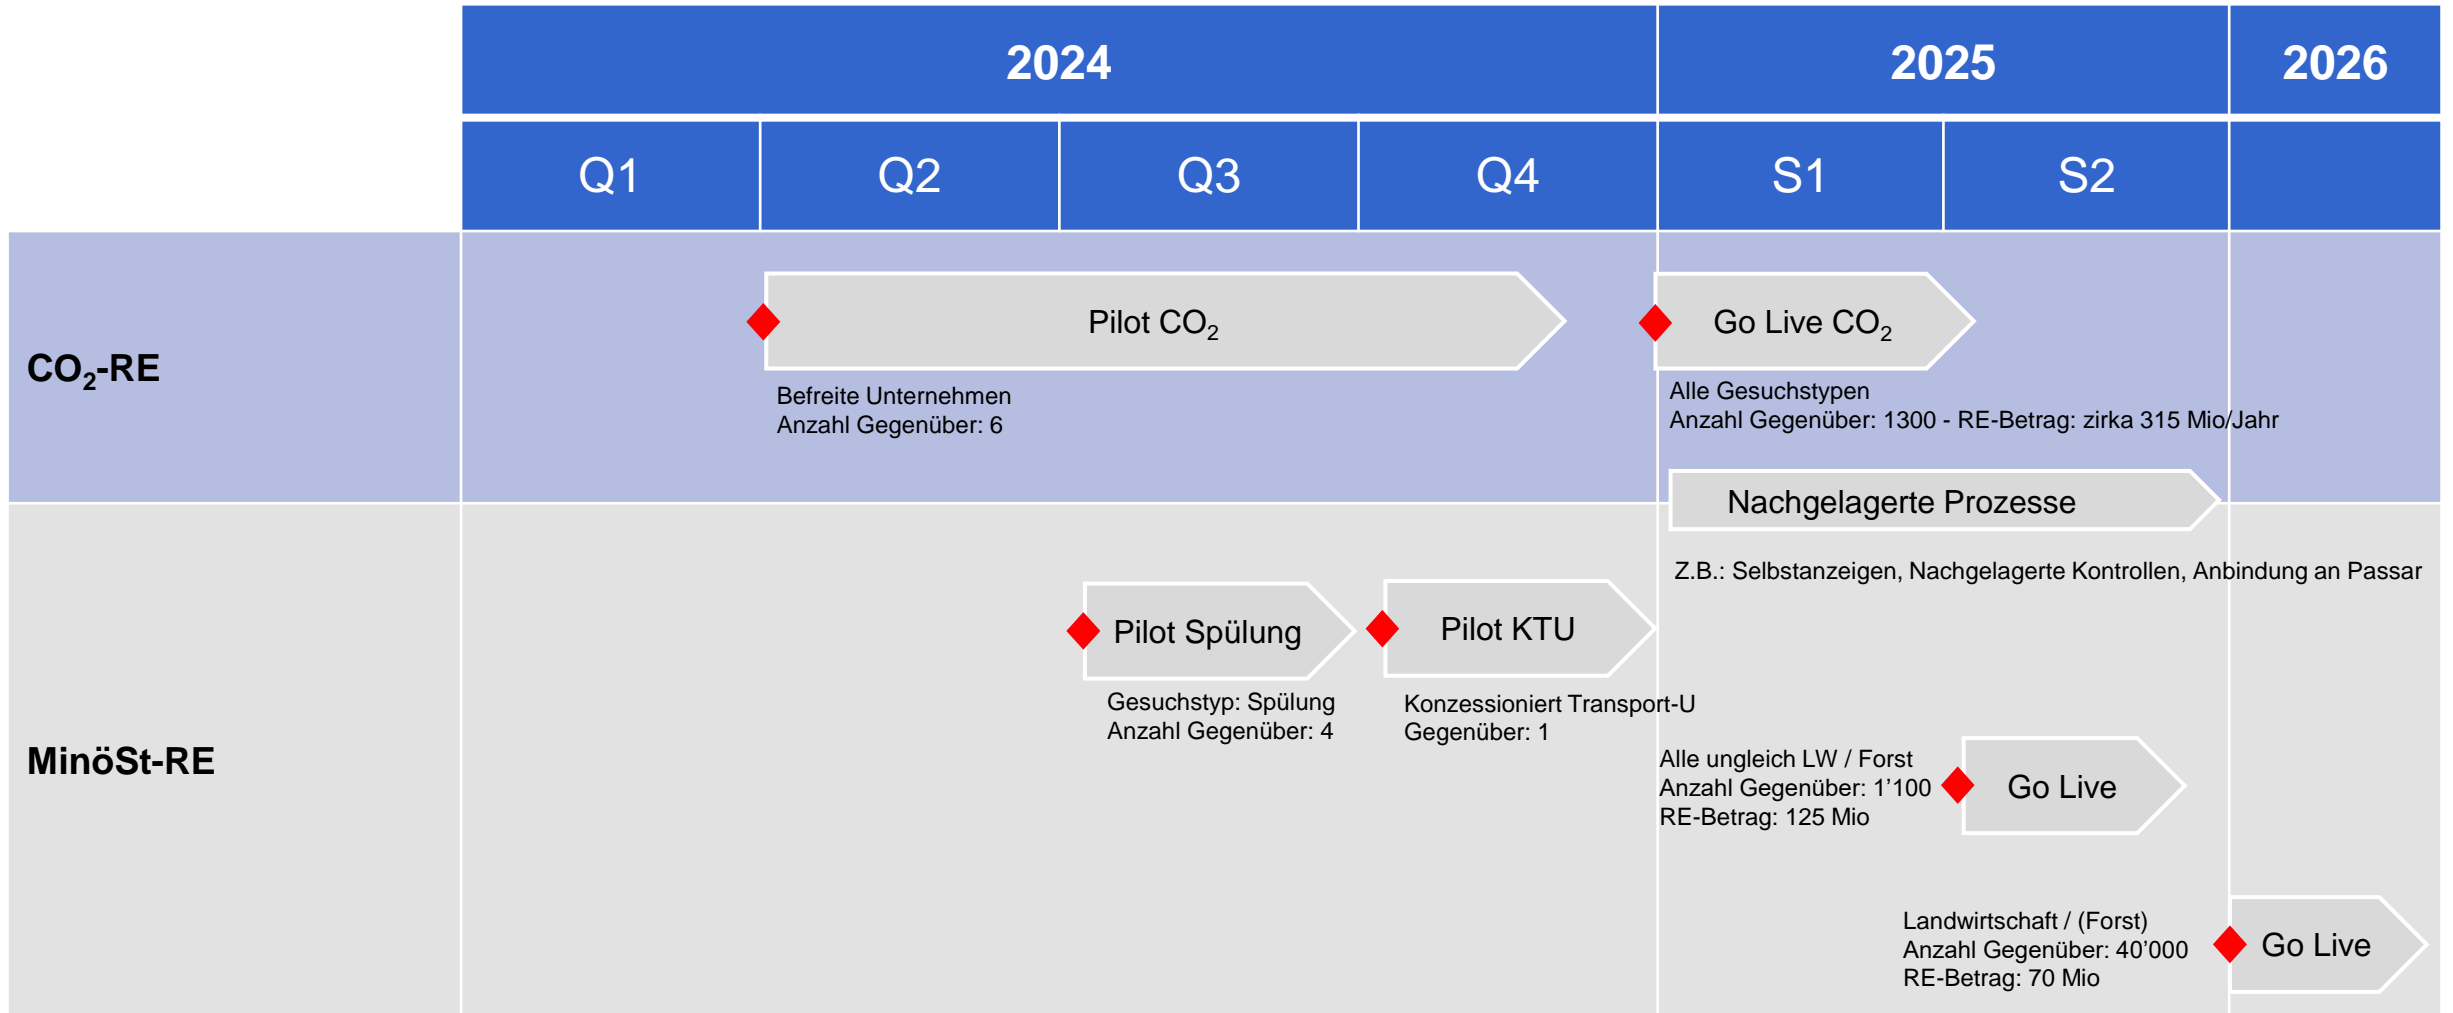 2024
2025
2026
Q1
Q2
Q3
Q4
S1
S2
CO₂-RE
Pilot CO₂
Befreite Unternehmen
Anzahl Gegenüber: 6
Go Live CO₂
Alle Gesuchstypen
Anzahl Gegenüber: 1300 - RE-Betrag: zirka 315 Mio/Jahr
Nachgelagerte Prozesse
Z.B.: Selbstanzeigen, Nachgelagerte Kontrollen, Anbindung an Passar
MinöSt-RE
Pilot Spülung
Gesuchstyp: Spülung
Anzahl Gegenüber: 4
Pilot KTU
Konzessioniert Transport-U
Gegenüber: 1
Alle ungleich LW / Forst
Anzahl Gegenüber: 1’100
RE-Betrag: 125 Mio
Go Live
Landwirtschaft / (Forst)
Anzahl Gegenüber: 40’000
RE-Betrag: 70 Mio
Go Live